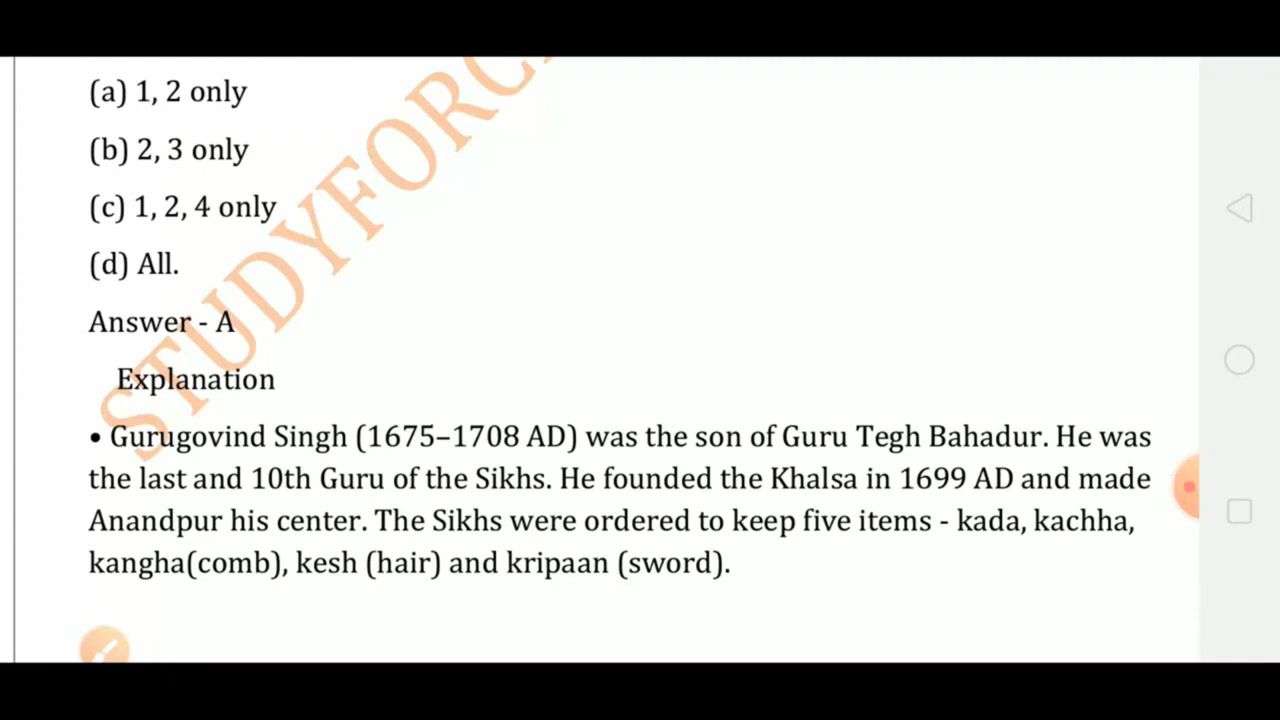 (a) 1, 2 only
(b) 2, 3 only
(c) 1, 2, 4 only
(d) All.
Answer - A
Explanation
• Gurugovind Singh (1675–1708 AD) was the son of Guru Tegh Bahadur. He was
the last and 10th Guru of the Sikhs. He founded the Khalsa in 1699 AD and made
Anandpur his center. The Sikhs were ordered to keep five items - kada, kachha,
kangha(comb), kesh (hair) and kripaan (sword).
STUDYFORC